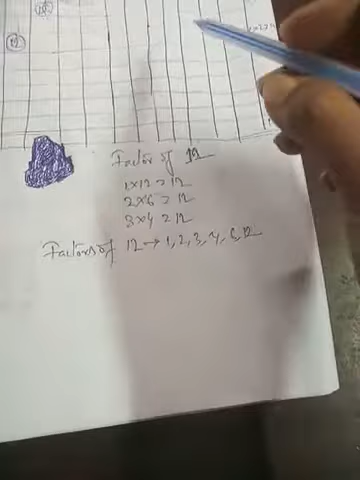 12
Factor of 12
1×12=12
2×6=12
3×4=12
Factors of 12→1,2,3,4,6,12